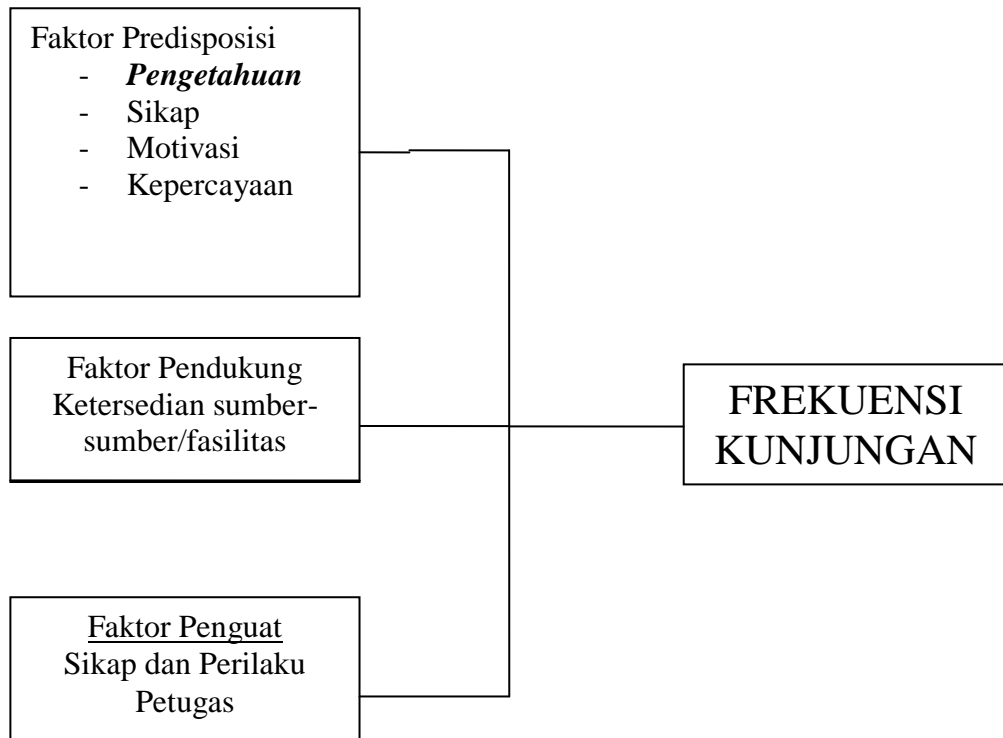 Faktor Predisposisi
- Pengetahuan
- Sikap
- Motivasi
- Kepercayaan
Faktor Pendukung
Ketersedian sumber-
sumber/fasilitas
FREKUENSI
KUNJUNGAN
Faktor Penguat
Sikap dan Perilaku
Petugas